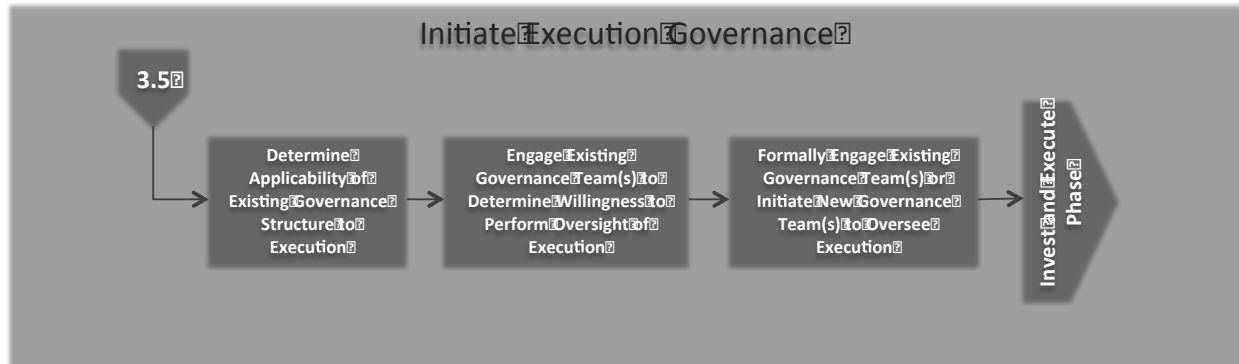 Initiate Execution Governance
3.5
Determine
Applicability of
Existing Governance
Structure to
Execution
Engage Existing
Governance Team(s) to
Determine Willingness to
Perform Oversight of
Execution
Formally Engage Existing
Governance Team(s) or
Initiate New Governance
Team(s) to Oversee
Execution
Invest and Execute
Phase